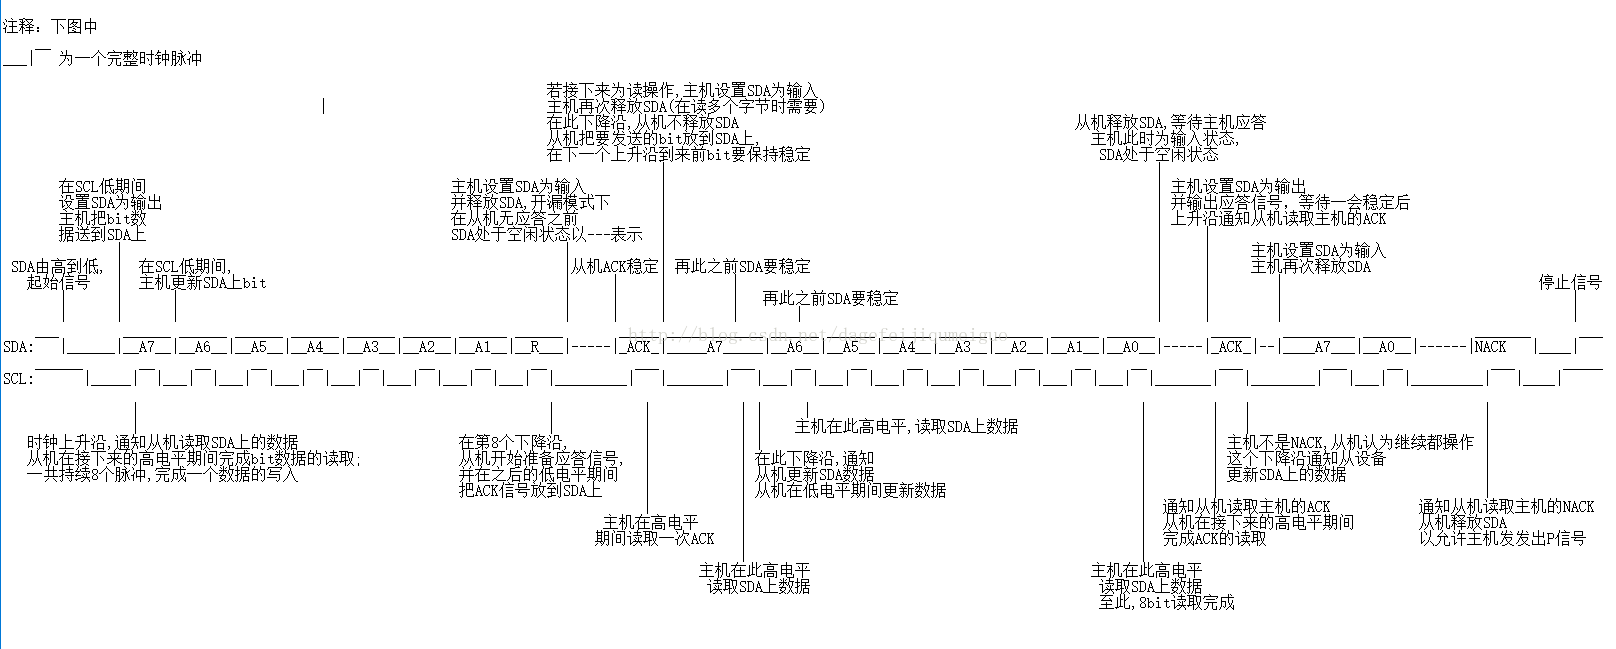 注释：下图中
为一个完整时钟脉冲
若接下来为读操作,主机设置SDA为输入
主机再次释放SDA(在读多个字节时需要)
在此下降沿,从机不释放SDA
从机把要发送的bit放到SDA上,
在下一个上升沿到来前bit要保持稳定
从机释放SDA,等待主机应答
主机此时为输入状态,
SDA处于空闲状态
在SCL低期间
设置SDA为输出
主机把bit数
据送到SDA上
主机设置SDA为输入
并释放SDA,开漏模式下
在从机无应答之前
SDA处于空闲状态以---表示
主机设置SDA为输出
并输出应答信号，等待一会稳定后
上升沿通知从机读取主机的ACK
主机设置SDA为输入
主机再次释放SDA
SDA由高到低,
起始信号
在SCL低期间,
主机更新SDA上bit
从机ACK稳定
再此之前SDA要稳定
再此之前SDA要稳定
停止信号
http://blog.csdn.net/dagefeijiqumeiguo
SDA: A7 A6 A5 A4 A3 A2 A1 R ------ ACK A7 A6 A5 A4 A3 A2 A1 A0 ----- ACK -- A7 A0 ------ NACK
SCL:
时钟上升沿,通知从机读取SDA上的数据
从机在接下来的高电平期间完成bit数据的读取;
一共持续8个脉冲,完成一个数据的写入
在第8个下降沿,
从机开始准备应答信号,
并在之后的低电平期间
把ACK信号放到SDA上
主机在高电平
期间读取一次ACK
主机在此高电平
读取SDA上数据
主机在此高电平,读取SDA上数据
在此下降沿,通知
从机更新SDA数据
从机在低电平期间更新数据
主机在此高电平
读取SDA上数据
至此,8bit读取完成
主机不是NACK,从机认为继续都操作
这个下降沿通知从设备
更新SDA上的数据
通知从机读取主机的ACK
从机在接下来的高电平期间
完成ACK的读取
通知从机读取主机的NACK
从机释放SDA
以允许主机发发出P信号